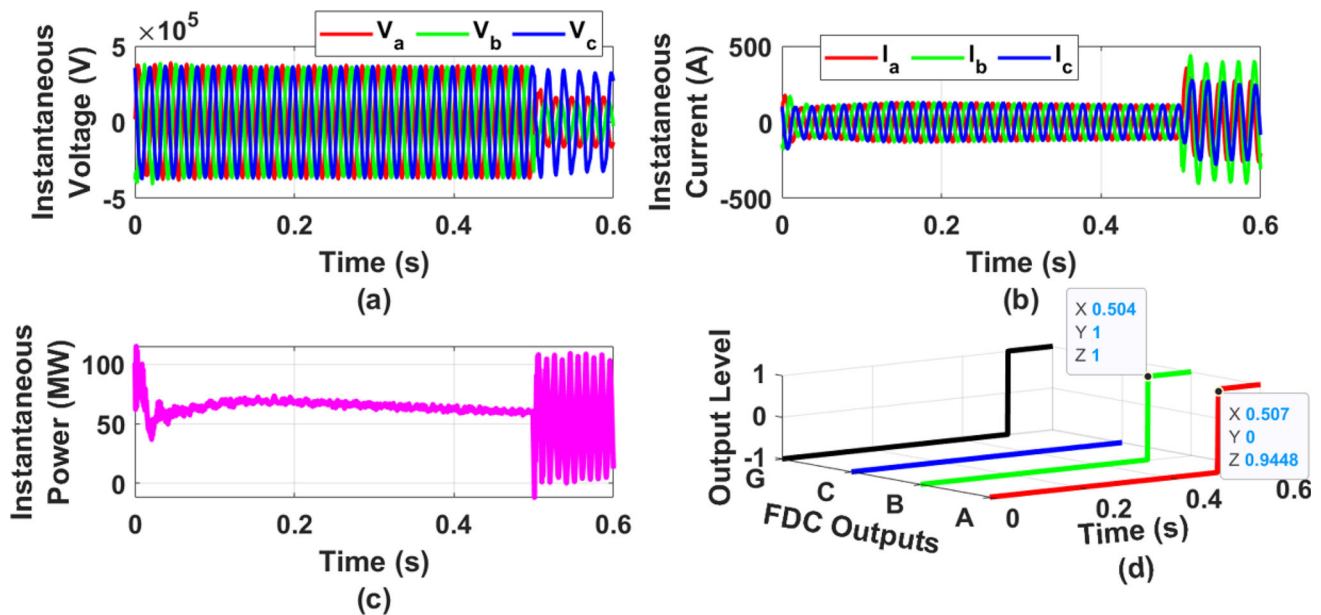 ×10⁵
V_a V_b V_c
Instantaneous
Voltage (V)
5
0
-5
0 0.2 0.4 0.6
Time (s)
(a)
I_a I_b I_c
Instataneous
Current (A)
500
0
-500
0 0.2 0.4 0.6
Time (s)
(b)
Instantaneous
Power (MW)
100
50
0
0 0.2 0.4 0.6
Time (s)
(c)
X 0.504
Y 1
Z 1
X 0.507
Y 0
Z 0.9448
Output Level
1
0
-1
G C B A
FDC Outputs
0 0.2 0.4 0.6
Time (s)
(d)